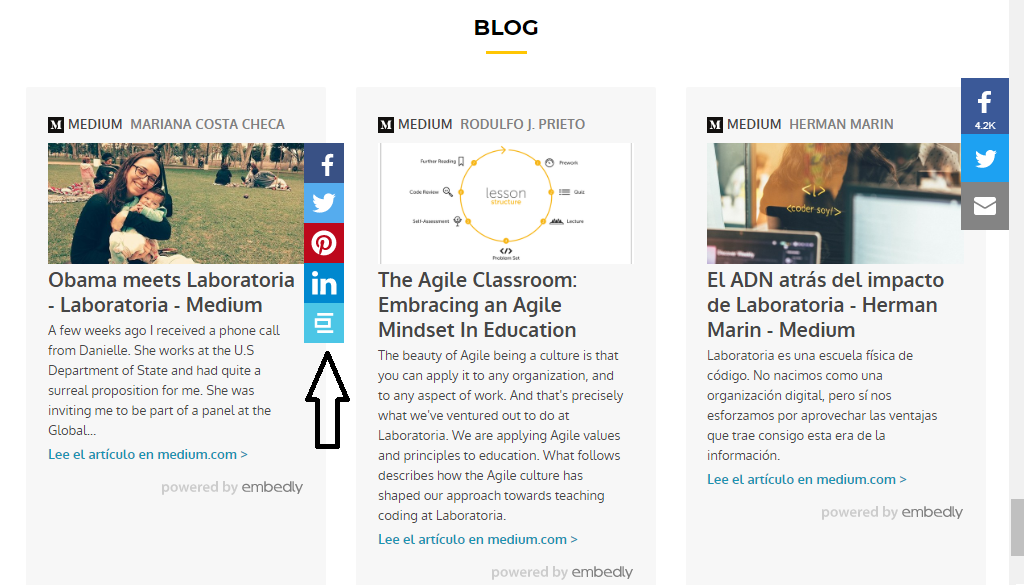 BLOG
M MEDIUM MARIANA COSTA CHECA
Obama meets Laboratoria
- Laboratoria - Medium
A few weeks ago I received a phone call
from Danielle. She works at the U.S
Department of State and had quite a
surreal proposition for me. She was
inviting me to be part of a panel at the
Global...
Lee el artículo en medium.com >
powered by embedly
M MEDIUM RODULFO J. PRIETO
Further Reading
Prework
Code Review
Quiz
lesson
structure
Self-Assessment
Lecture
</>
Problem Set
The Agile Classroom:
Embracing an Agile
Mindset In Education
The beauty of Agile being a culture is that
you can apply it to any organization, and
to any aspect of work. And that's precisely
what we've ventured out to do at
Laboratoria. We are applying Agile values
and principles to education. What follows
describes how the Agile culture has
shaped our approach towards teaching
coding at Laboratoria.
Lee el artículo en medium.com >
powered by embedly
M MEDIUM HERMAN MARIN
</>
<coder soy/>
El ADN atrás del impacto
de Laboratoria - Herman
Marin - Medium
Laboratoria es una escuela física de
código. No nacimos como una
organización digital, pero sí nos
esforzamos por aprovechar las ventajas
que trae consigo esta era de la
información.
Lee el artículo en medium.com >
powered by embedly
f
in
f
4.2K